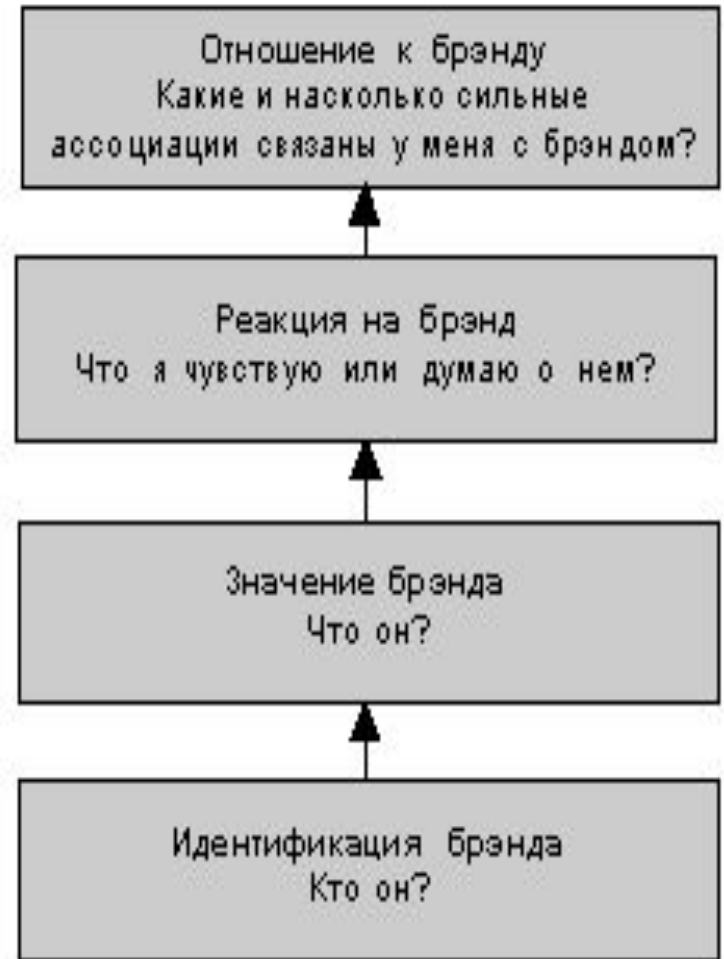 Отношение к брэнду
Какие и насколько сильные
ассоциации связаны у меня с брэндом?
Реакция на брэнд
Что я чувствую или думаю о нем?
Значение брэнда
Что он?
Идентификация брэнда
Кто он?